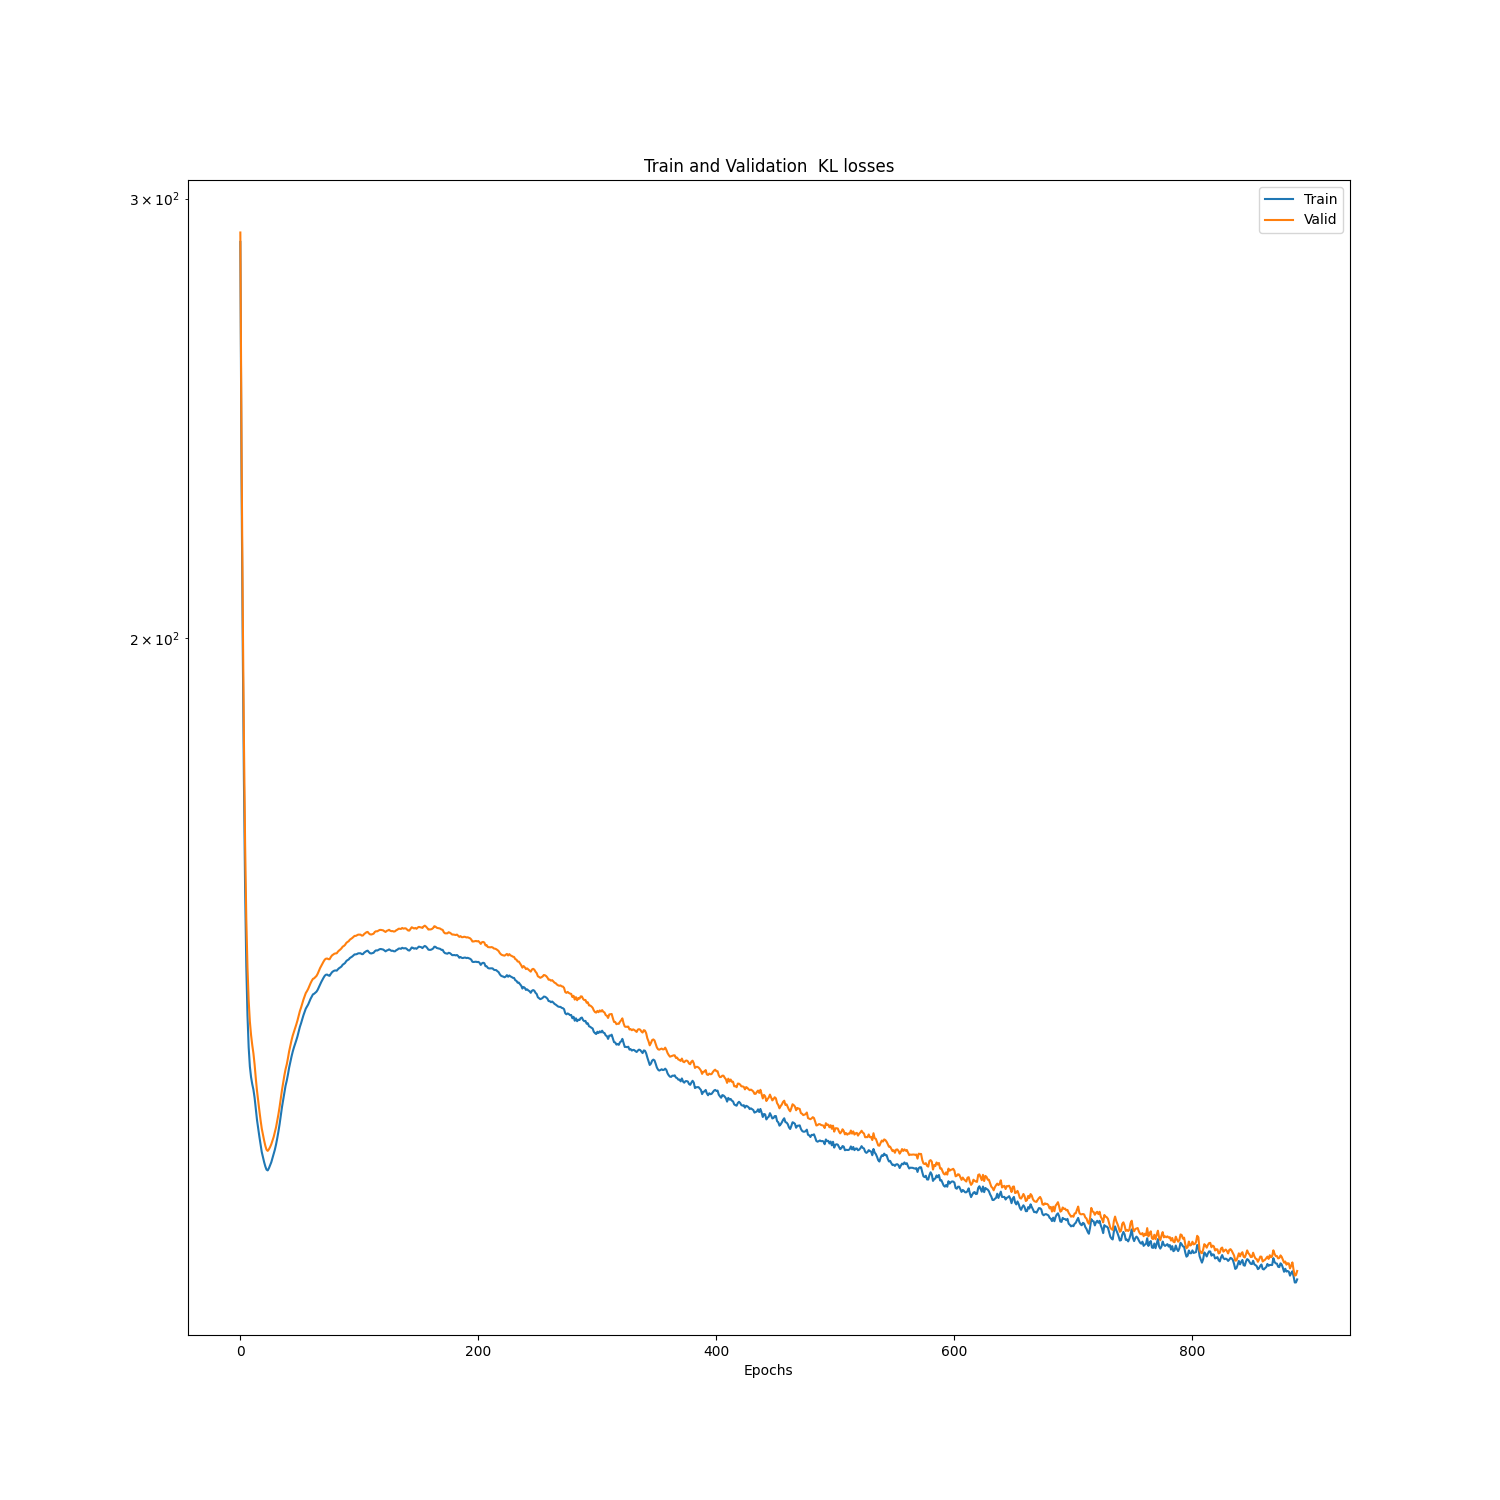 Train and Validation  KL losses
3 × 10²
Train
Valid
2 × 10²
0 200 400 600 800
Epochs